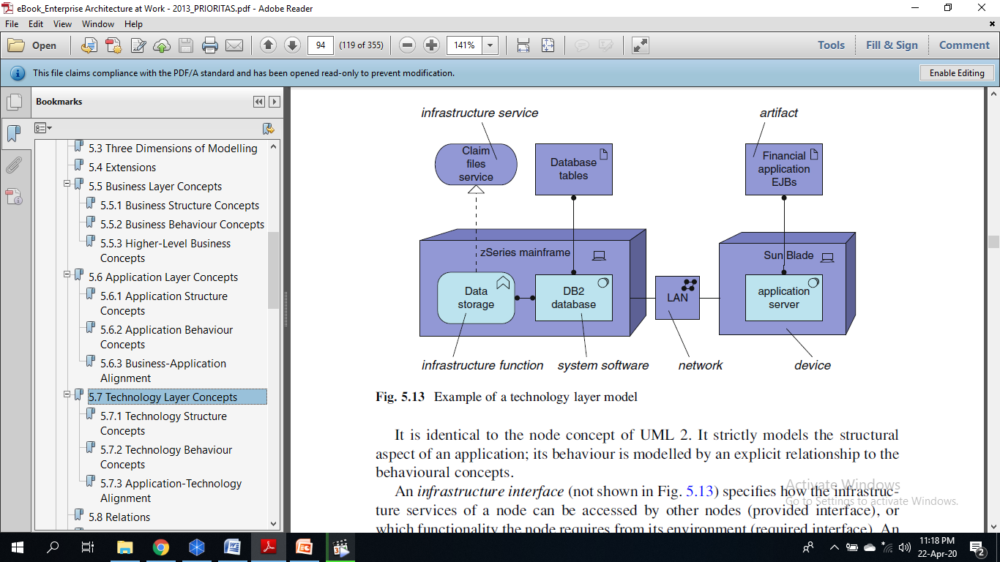 eBook_Enterprise Architecture at Work - 2013_PRIORITAS.pdf - Adobe Reader
File Edit View Window Help
Open
94 (119 of 355)
141%
Tools Fill & Sign Comment
This file claims compliance with the PDF/A standard and has been opened read-only to prevent modification.
Enable Editing
Bookmarks
5.3 Three Dimensions of Modelling
5.4 Extensions
5.5 Business Layer Concepts
5.5.1 Business Structure Concepts
5.5.2 Business Behaviour Concepts
5.5.3 Higher-Level Business
Concepts
5.6 Application Layer Concepts
5.6.1 Application Structure
Concepts
5.6.2 Application Behaviour
Concepts
5.6.3 Business-Application
Alignment
5.7 Technology Layer Concepts
5.7.1 Technology Structure
Concepts
5.7.2 Technology Behaviour
Concepts
5.7.3 Application-Technology
Alignment
5.8 Relations
infrastructure service
artifact
Claim
files
service
Database
tables
Financial
application
EJBs
zSeries mainframe
Sun Blade
Data
storage
DB2
database
LAN
application
server
infrastructure function
system software
network
device
Fig. 5.13 Example of a technology layer model
It is identical to the node concept of UML 2. It strictly models the structural
aspect of an application; its behaviour is modelled by an explicit relationship to the
behavioural concepts.
An infrastructure interface (not shown in Fig. 5.13) specifies how the infrastruc-
ture services of a node can be accessed by other nodes (provided interface), or
which functionality the node requires from its environment (required interface). An
Activate Windows
Go to Settings to activate Windows.
11:18 PM
22-Apr-20
2